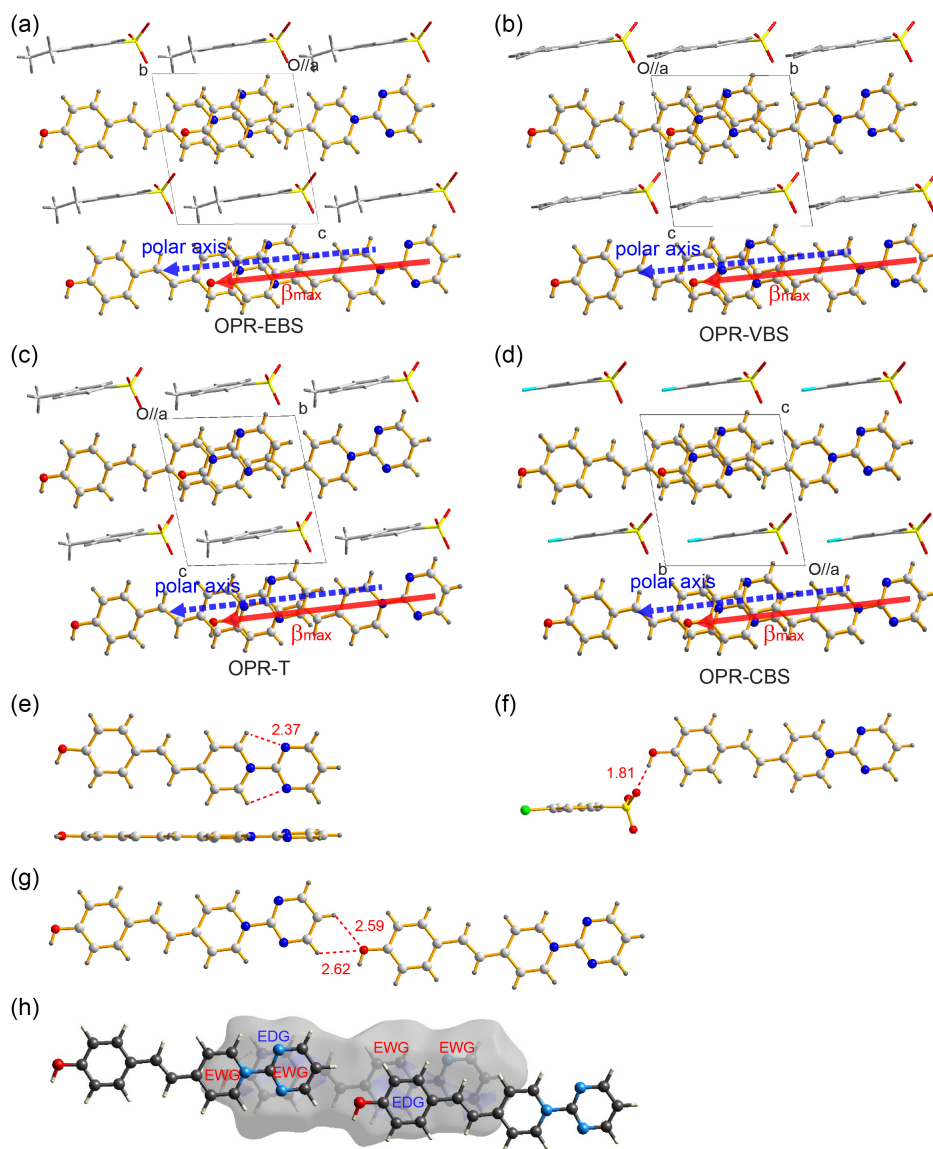 (a)
b
O//a
c
polar axis
βmax
OPR-EBS
(b)
O//a
b
c
polar axis
βmax
OPR-VBS
(c)
O//a
b
c
polar axis
βmax
OPR-T
(d)
c
b
O//a
polar axis
βmax
OPR-CBS
(e)
2.37
(f)
1.81
(g)
2.59
2.62
(h)
EDG
EWG
EWG
EWG
EWG
EDG